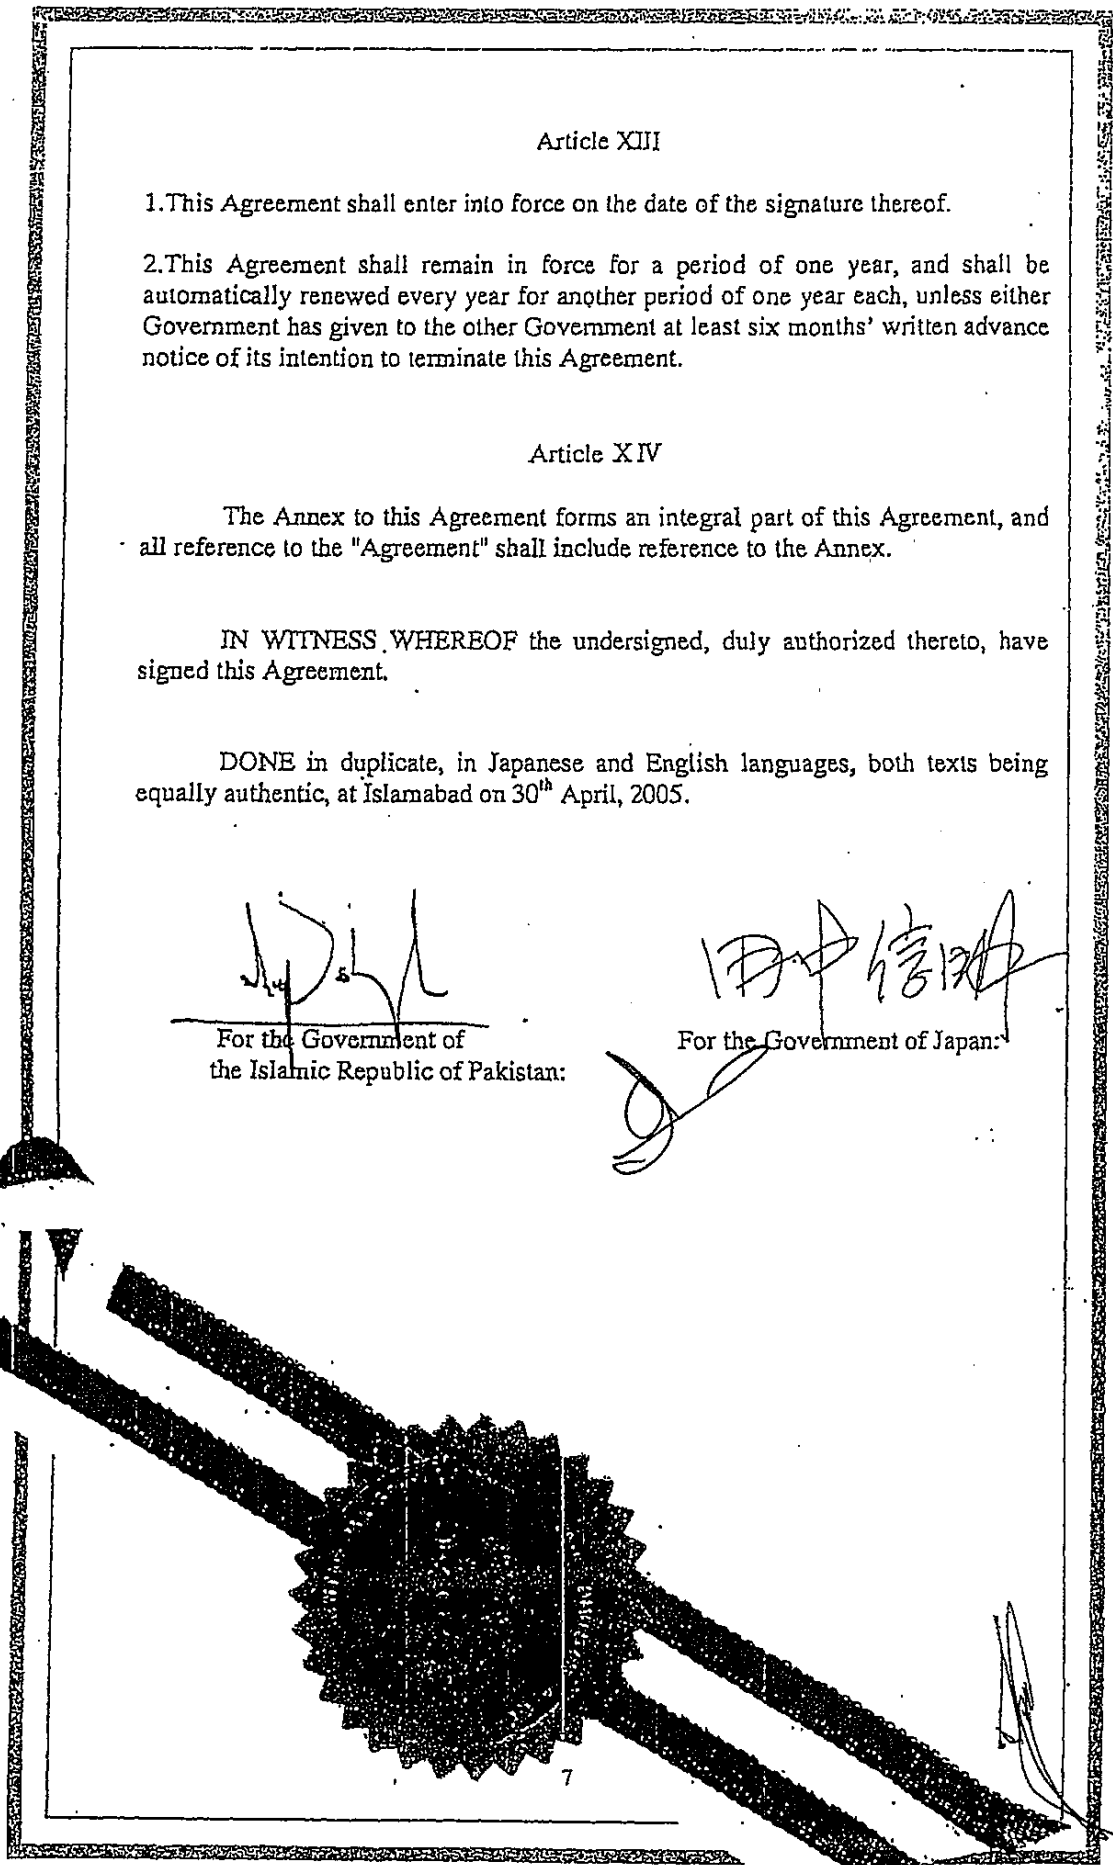 Article XIII
1.This Agreement shall enter into force on the date of the signature thereof.
2.This Agreement shall remain in force for a period of one year, and shall be
automatically renewed every year for another period of one year each, unless either
Government has given to the other Government at least six months' written advance
notice of its intention to terminate this Agreement.
Article XIV
The Annex to this Agreement forms an integral part of this Agreement, and
all reference to the "Agreement" shall include reference to the Annex.
IN WITNESS WHEREOF the undersigned, duly authorized thereto, have
signed this Agreement.
DONE in duplicate, in Japanese and English languages, both texts being
equally authentic, at Islamabad on 30th April, 2005.
田中信明
For the Government of
the Islamic Republic of Pakistan:
For the Government of Japan:
7